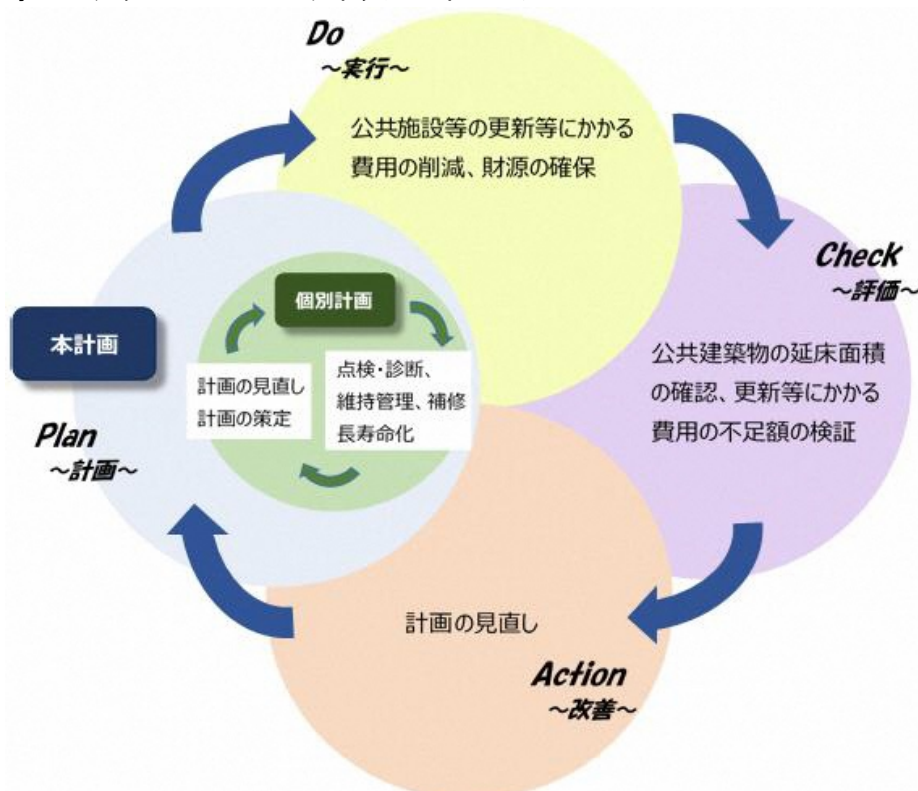 Do
～実行～
公共施設等の更新等にかかる
費用の削減、財源の確保
Check
～評価～
公共建築物の延床面積
の確認、更新等にかかる
費用の不足額の検証
本計画
Plan
～計画～
個別計画
点検・診断、
維持管理、補修
長寿命化
計画の見直し
計画の策定
計画の見直し
Action
～改善～